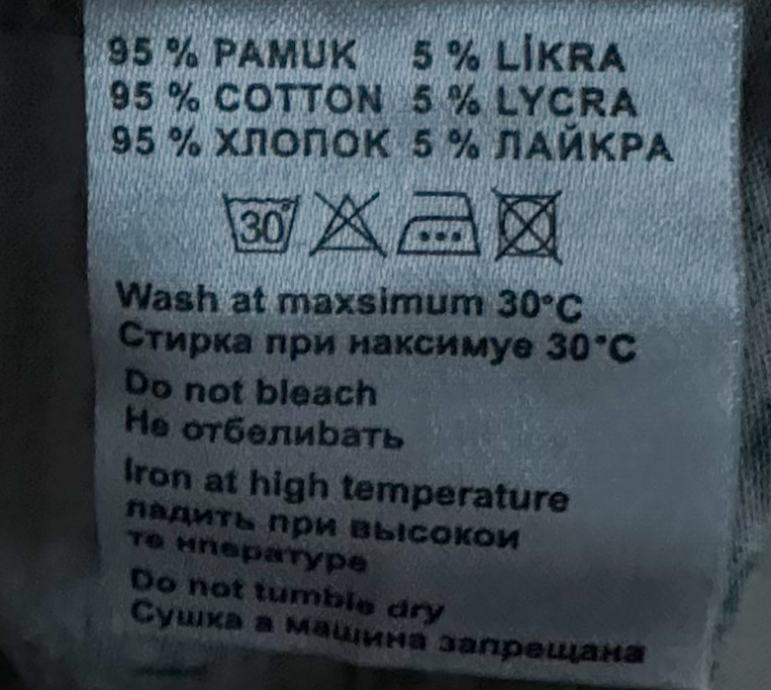 95 % PAMUK 5 % LİKRA
95 % COTTON 5 % LYCRA
95 % ХЛОПОК 5 % ЛАЙКРА
30°
Wash at maxsimum 30°C
Стирка при наксимуе 30°C
Do not bleach
Не отбелиbать
Iron at high temperature
падить при высокои
те нпературе
Do not tumble dry
Сушка а машина запрещана